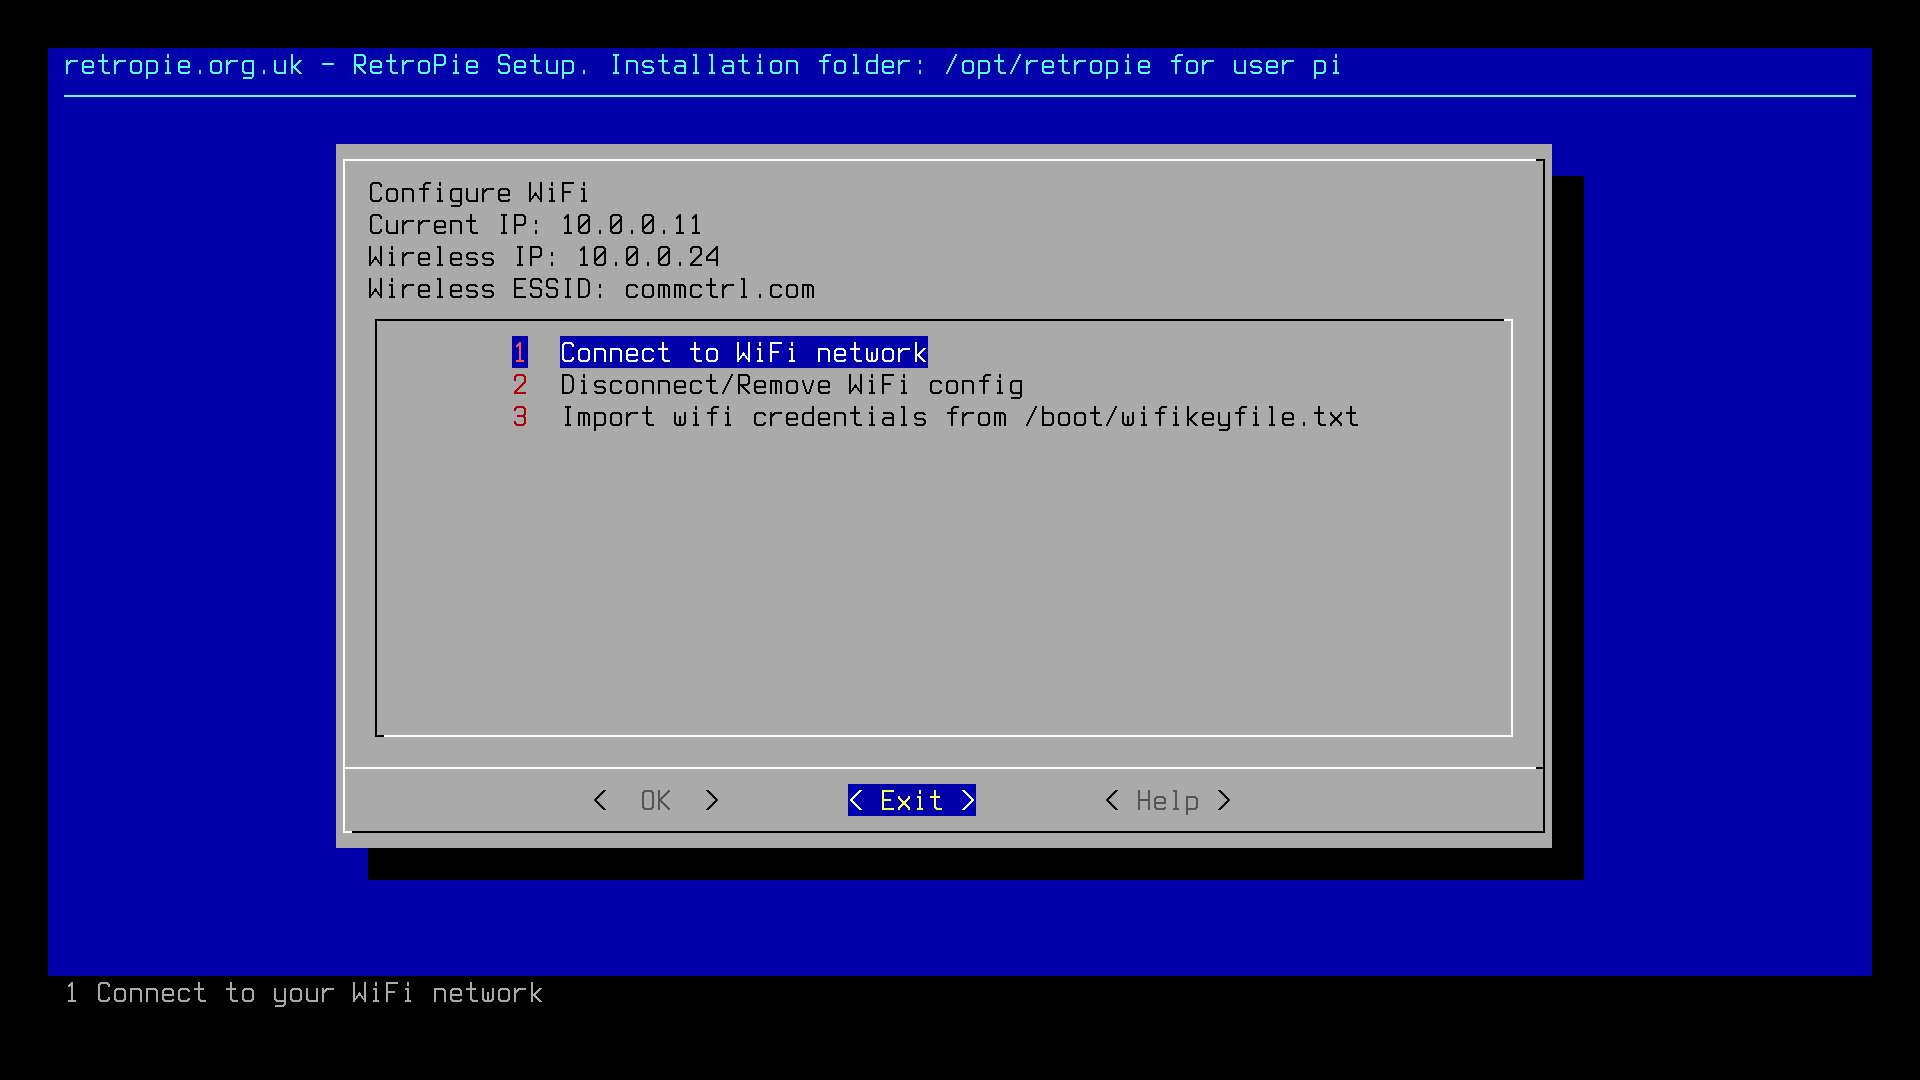 retropie.org.uk - RetroPie Setup. Installation folder: /opt/retropie for user pi
Configure WiFi
Current IP: 10.0.0.11
Wireless IP: 10.0.0.24
Wireless ESSID: commctrl.com
1 Connect to WiFi network
2 Disconnect/Remove WiFi config
3 Import wifi credentials from /boot/wifikeyfile.txt
< OK > < Exit > < Help >
1 Connect to your WiFi network